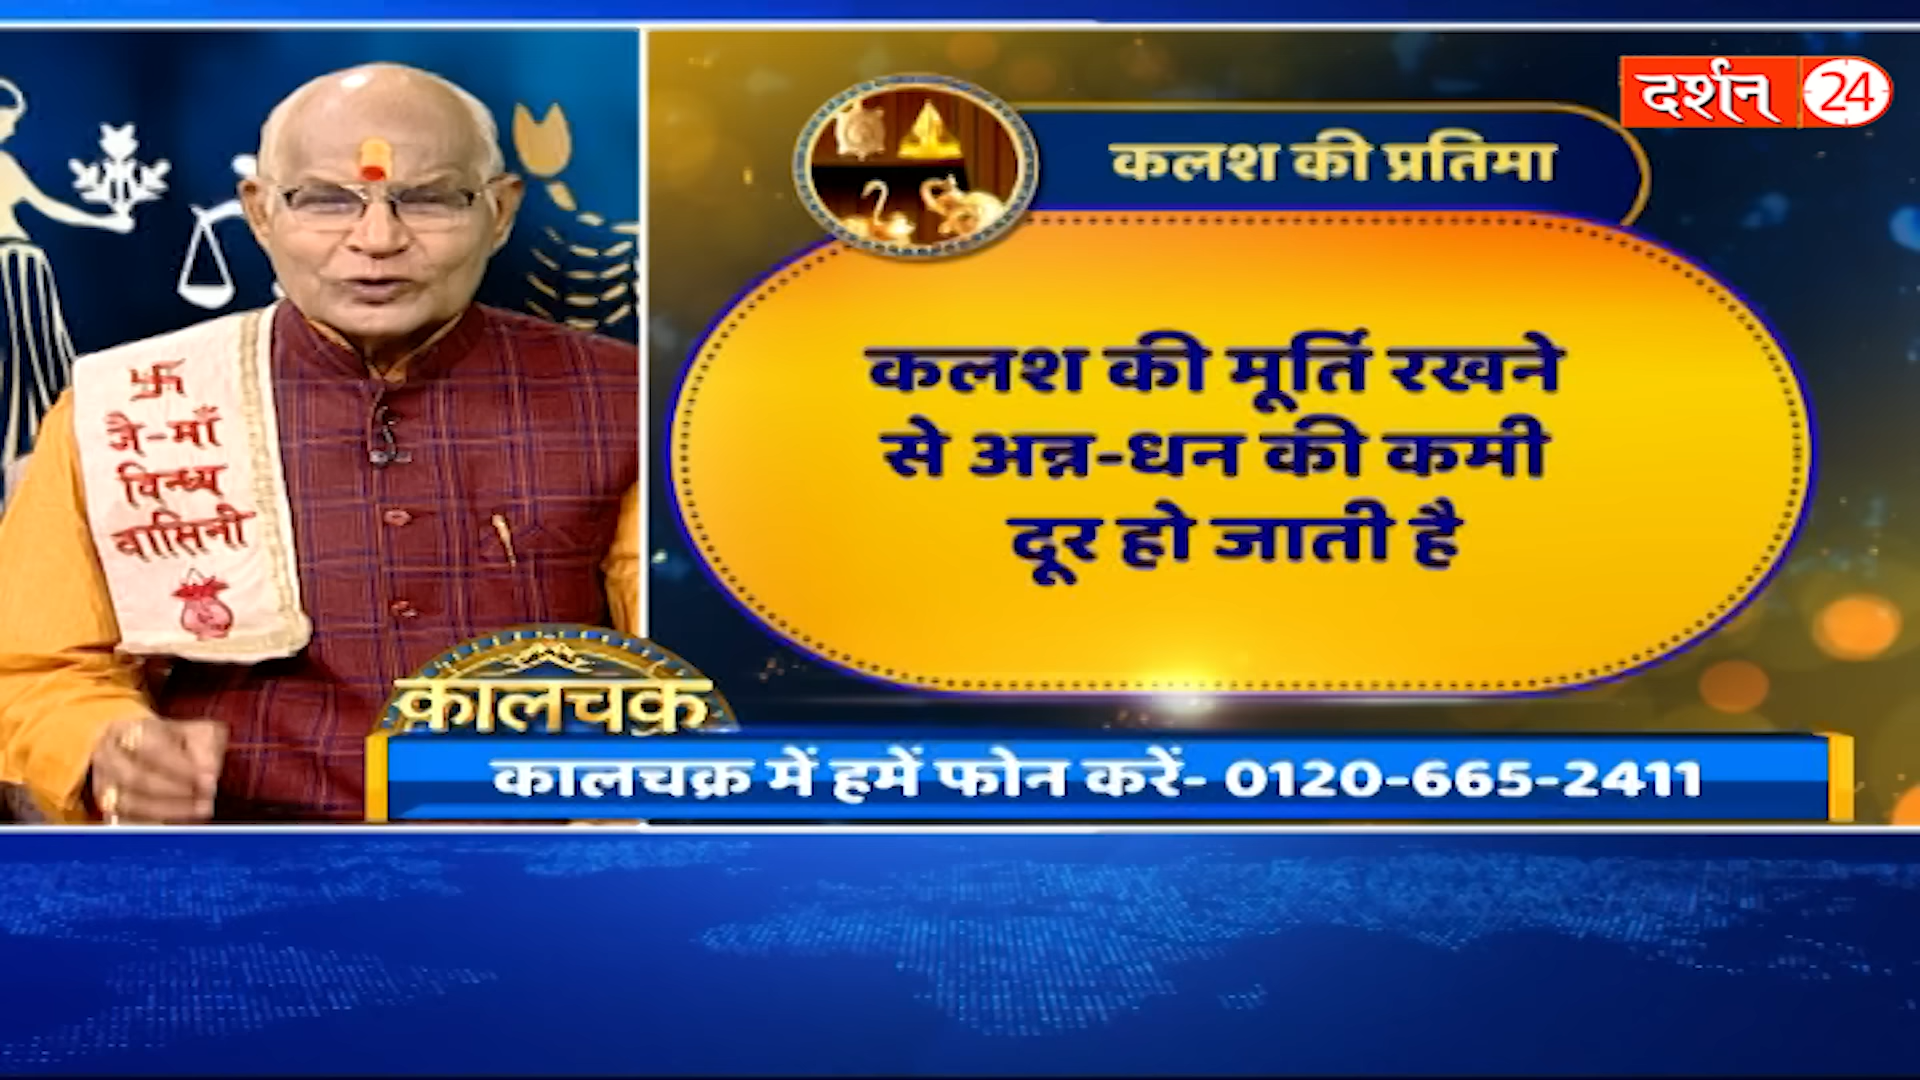 दर्शन 24
कलश की प्रतिमा
कलश की मूर्ति रखने
से अन्न-धन की कमी
दूर हो जाती है
जै-माँ
विन्ध्य
वासिनी
कालचक्र
कालचक्र में हमें फोन करें- 0120-665-2411